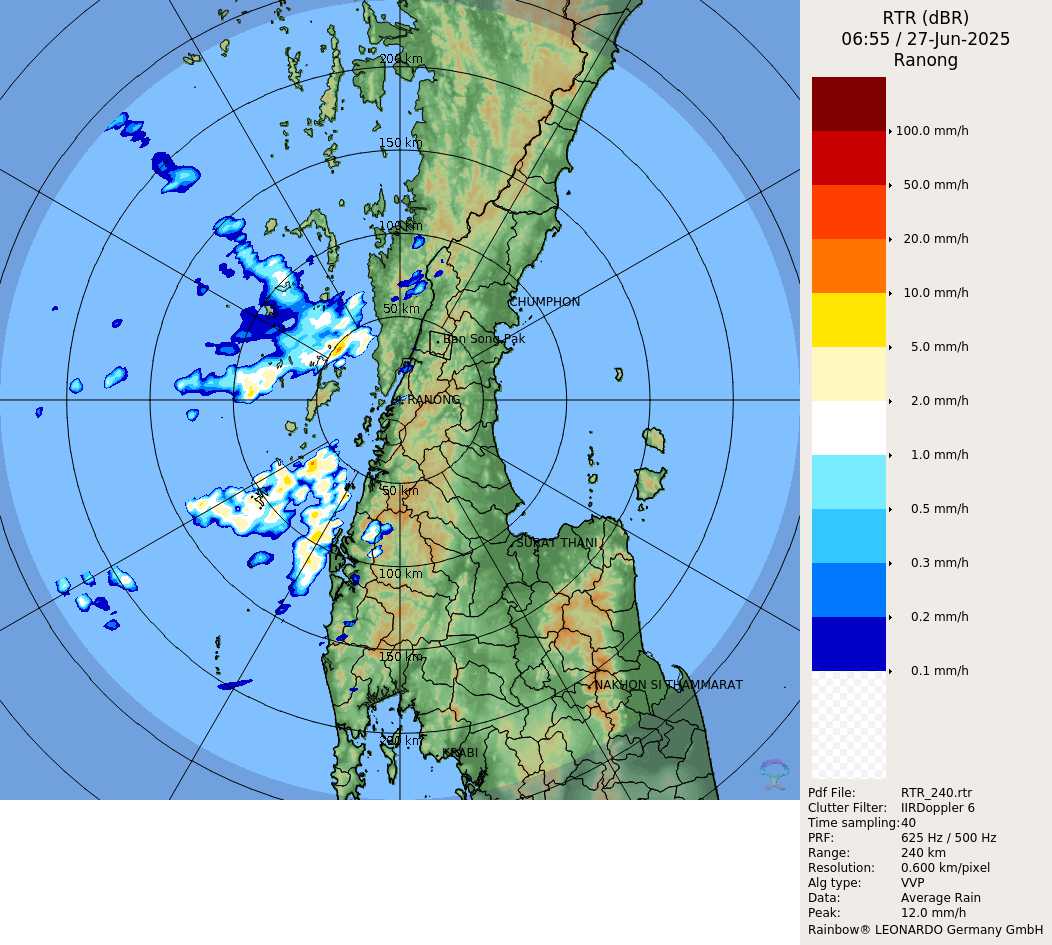 RTR (dBR)
06:55 / 27-Jun-2025
Ranong
100.0 mm/h
50.0 mm/h
20.0 mm/h
10.0 mm/h
5.0 mm/h
2.0 mm/h
1.0 mm/h
0.5 mm/h
0.3 mm/h
0.2 mm/h
0.1 mm/h
Pdf File: RTR_240.rtr
Clutter Filter: IIRDoppler 6
Time sampling: 40
PRF: 625 Hz / 500 Hz
Range: 240 km
Resolution: 0.600 km/pixel
Alg type: VVP
Data: Average Rain
Peak: 12.0 mm/h
Rainbow® LEONARDO Germany GmbH
200 km
150 km
100 km
CHUMPHON
50 km
Ban Song Pak
RANONG
50 km
SURAT THANI
100 km
150 km
NAKHON SI THAMMARAT
200 km
KRABI